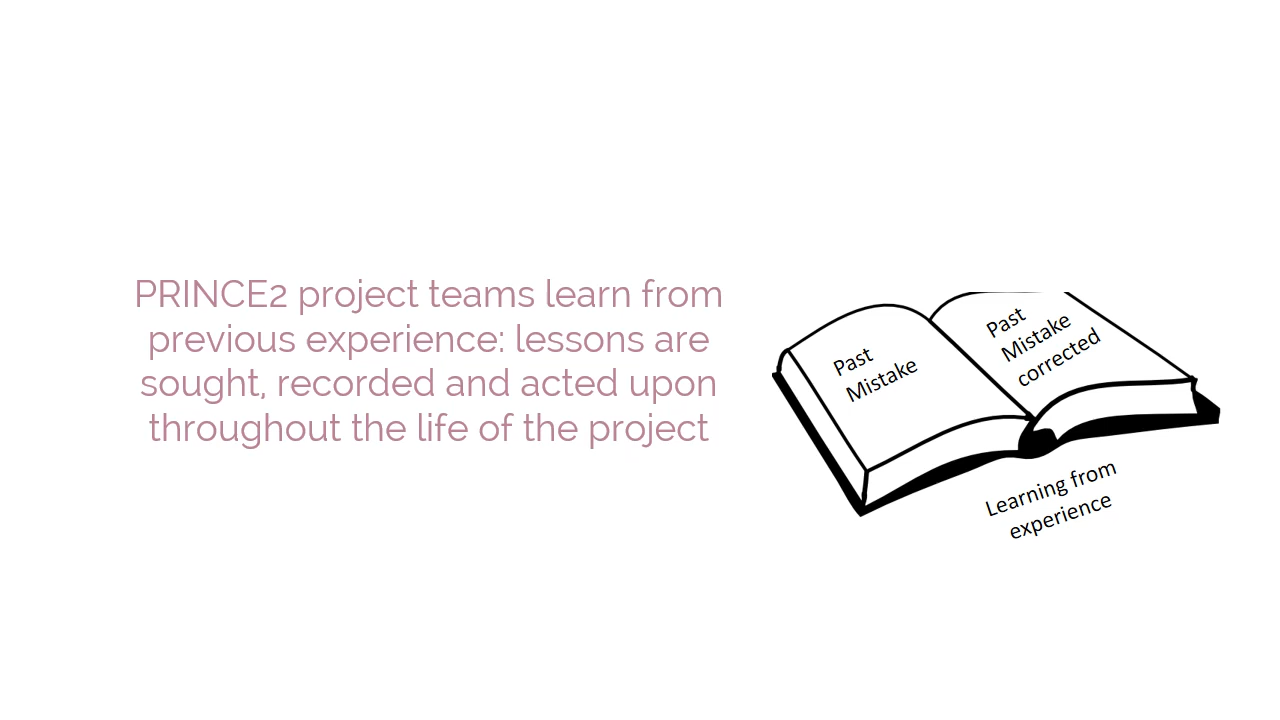 PRINCE2 project teams learn from
previous experience: lessons are
sought, recorded and acted upon
throughout the life of the project
Past
Mistake
Past
Mistake
corrected
Learning from
experience